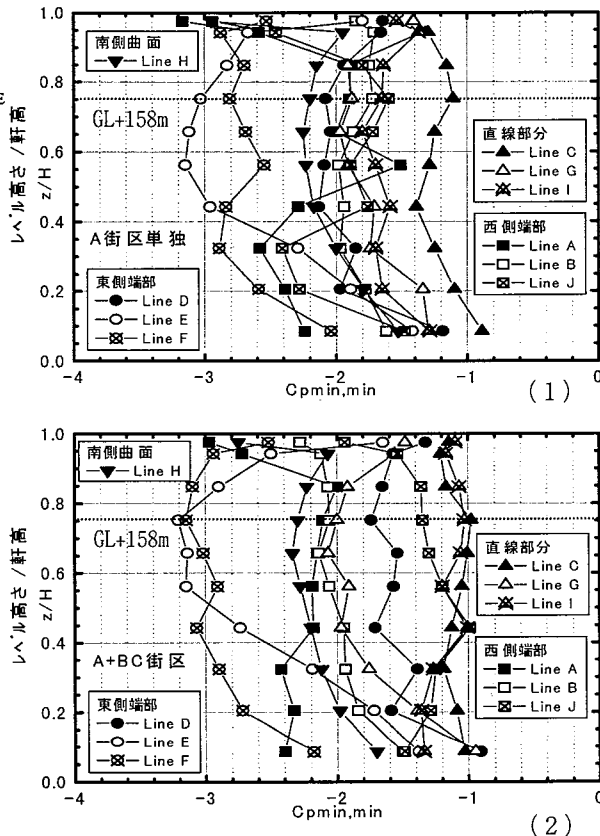 1.0
南側曲面
Line H
0.8
GL+158m
直線部分
Line C
Line G
Line I
0.6
レベル高さ/軒高
z/H
0.4
A街区単独
西側端部
Line A
Line B
Line J
東側端部
Line D
Line E
Line F
0.2
0.0
-4 -3 -2 -1 0
Cpmin,min
(1)
1.0
南側曲面
Line H
0.8
GL+158m
直線部分
Line C
Line G
Line I
0.6
レベル高さ/軒高
z/H
0.4
A+BC街区
西側端部
Line A
Line B
Line J
東側端部
Line D
Line E
Line F
0.2
0.0
-4 -3 -2 -1 0
Cpmin,min
(2)